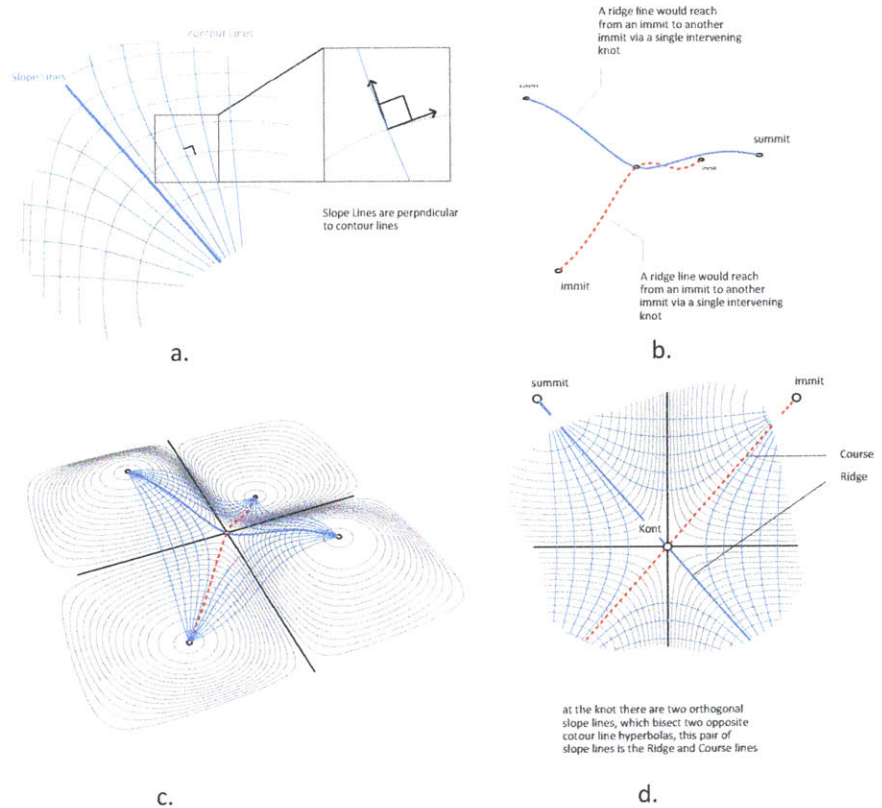 contour Lines
Slope Lines
Slope Lines are perpndicular
to contour lines
a.
A ridge line would reach
from an immit to another
immit via a single intervening
knot
summit
summit
immit
immit
A ridge line would reach
from an immit to another
immit via a single intervening
knot
b.
c.
summit
immit
Course
Ridge
Kont
at the knot there are two orthogonal
slope lines, which bisect two opposite
cotour line hyperbolas, this pair of
slope lines is the Ridge and Course lines
d.